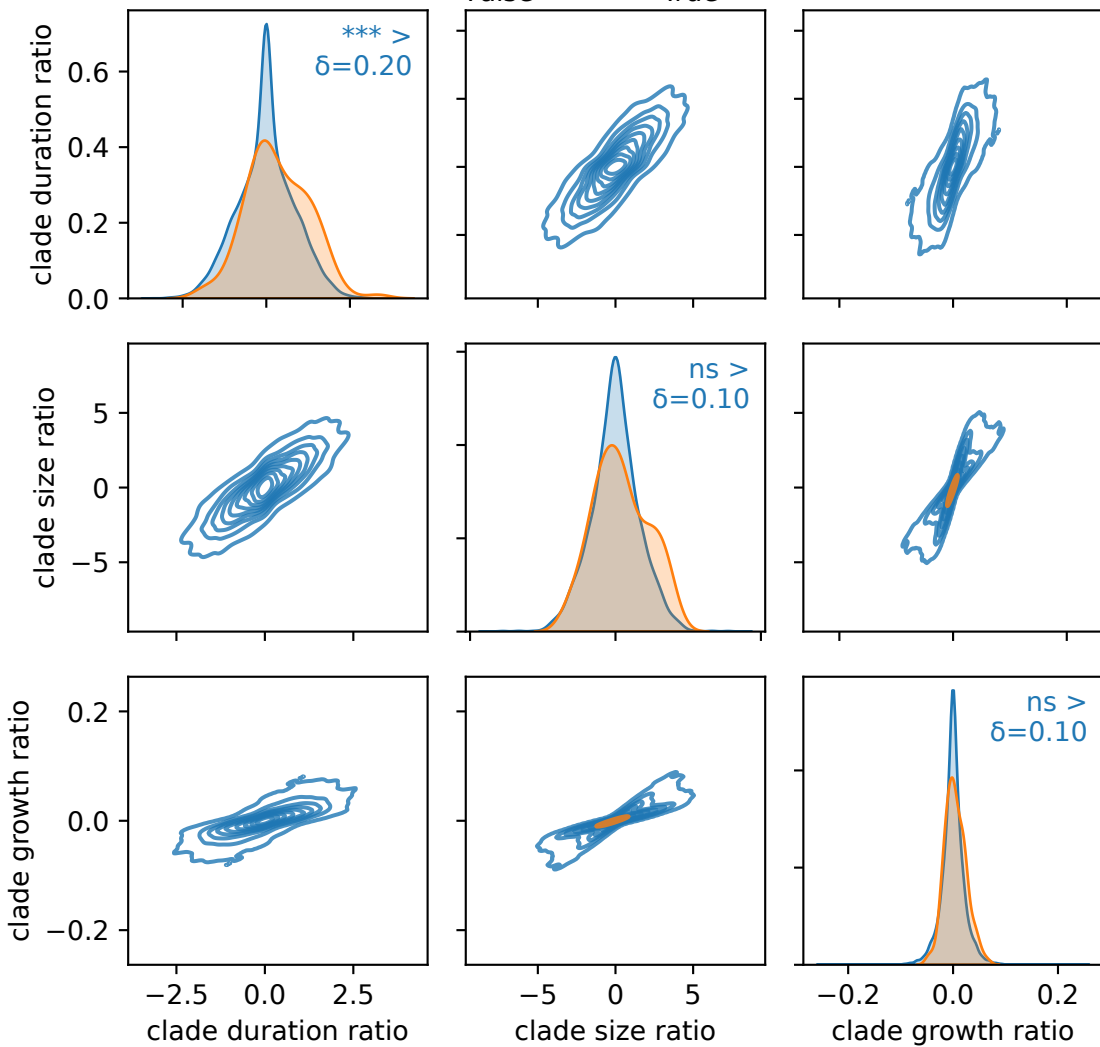 *** >
δ=0.20
clade duration ratio
0.6
0.4
0.2
0.0
ns >
δ=0.10
clade size ratio
5
0
−5
ns >
δ=0.10
clade growth ratio
0.2
0.0
−0.2
−2.5 0.0 2.5
−5 0 5
−0.2 0.0 0.2
clade duration ratio
clade size ratio
clade growth ratio